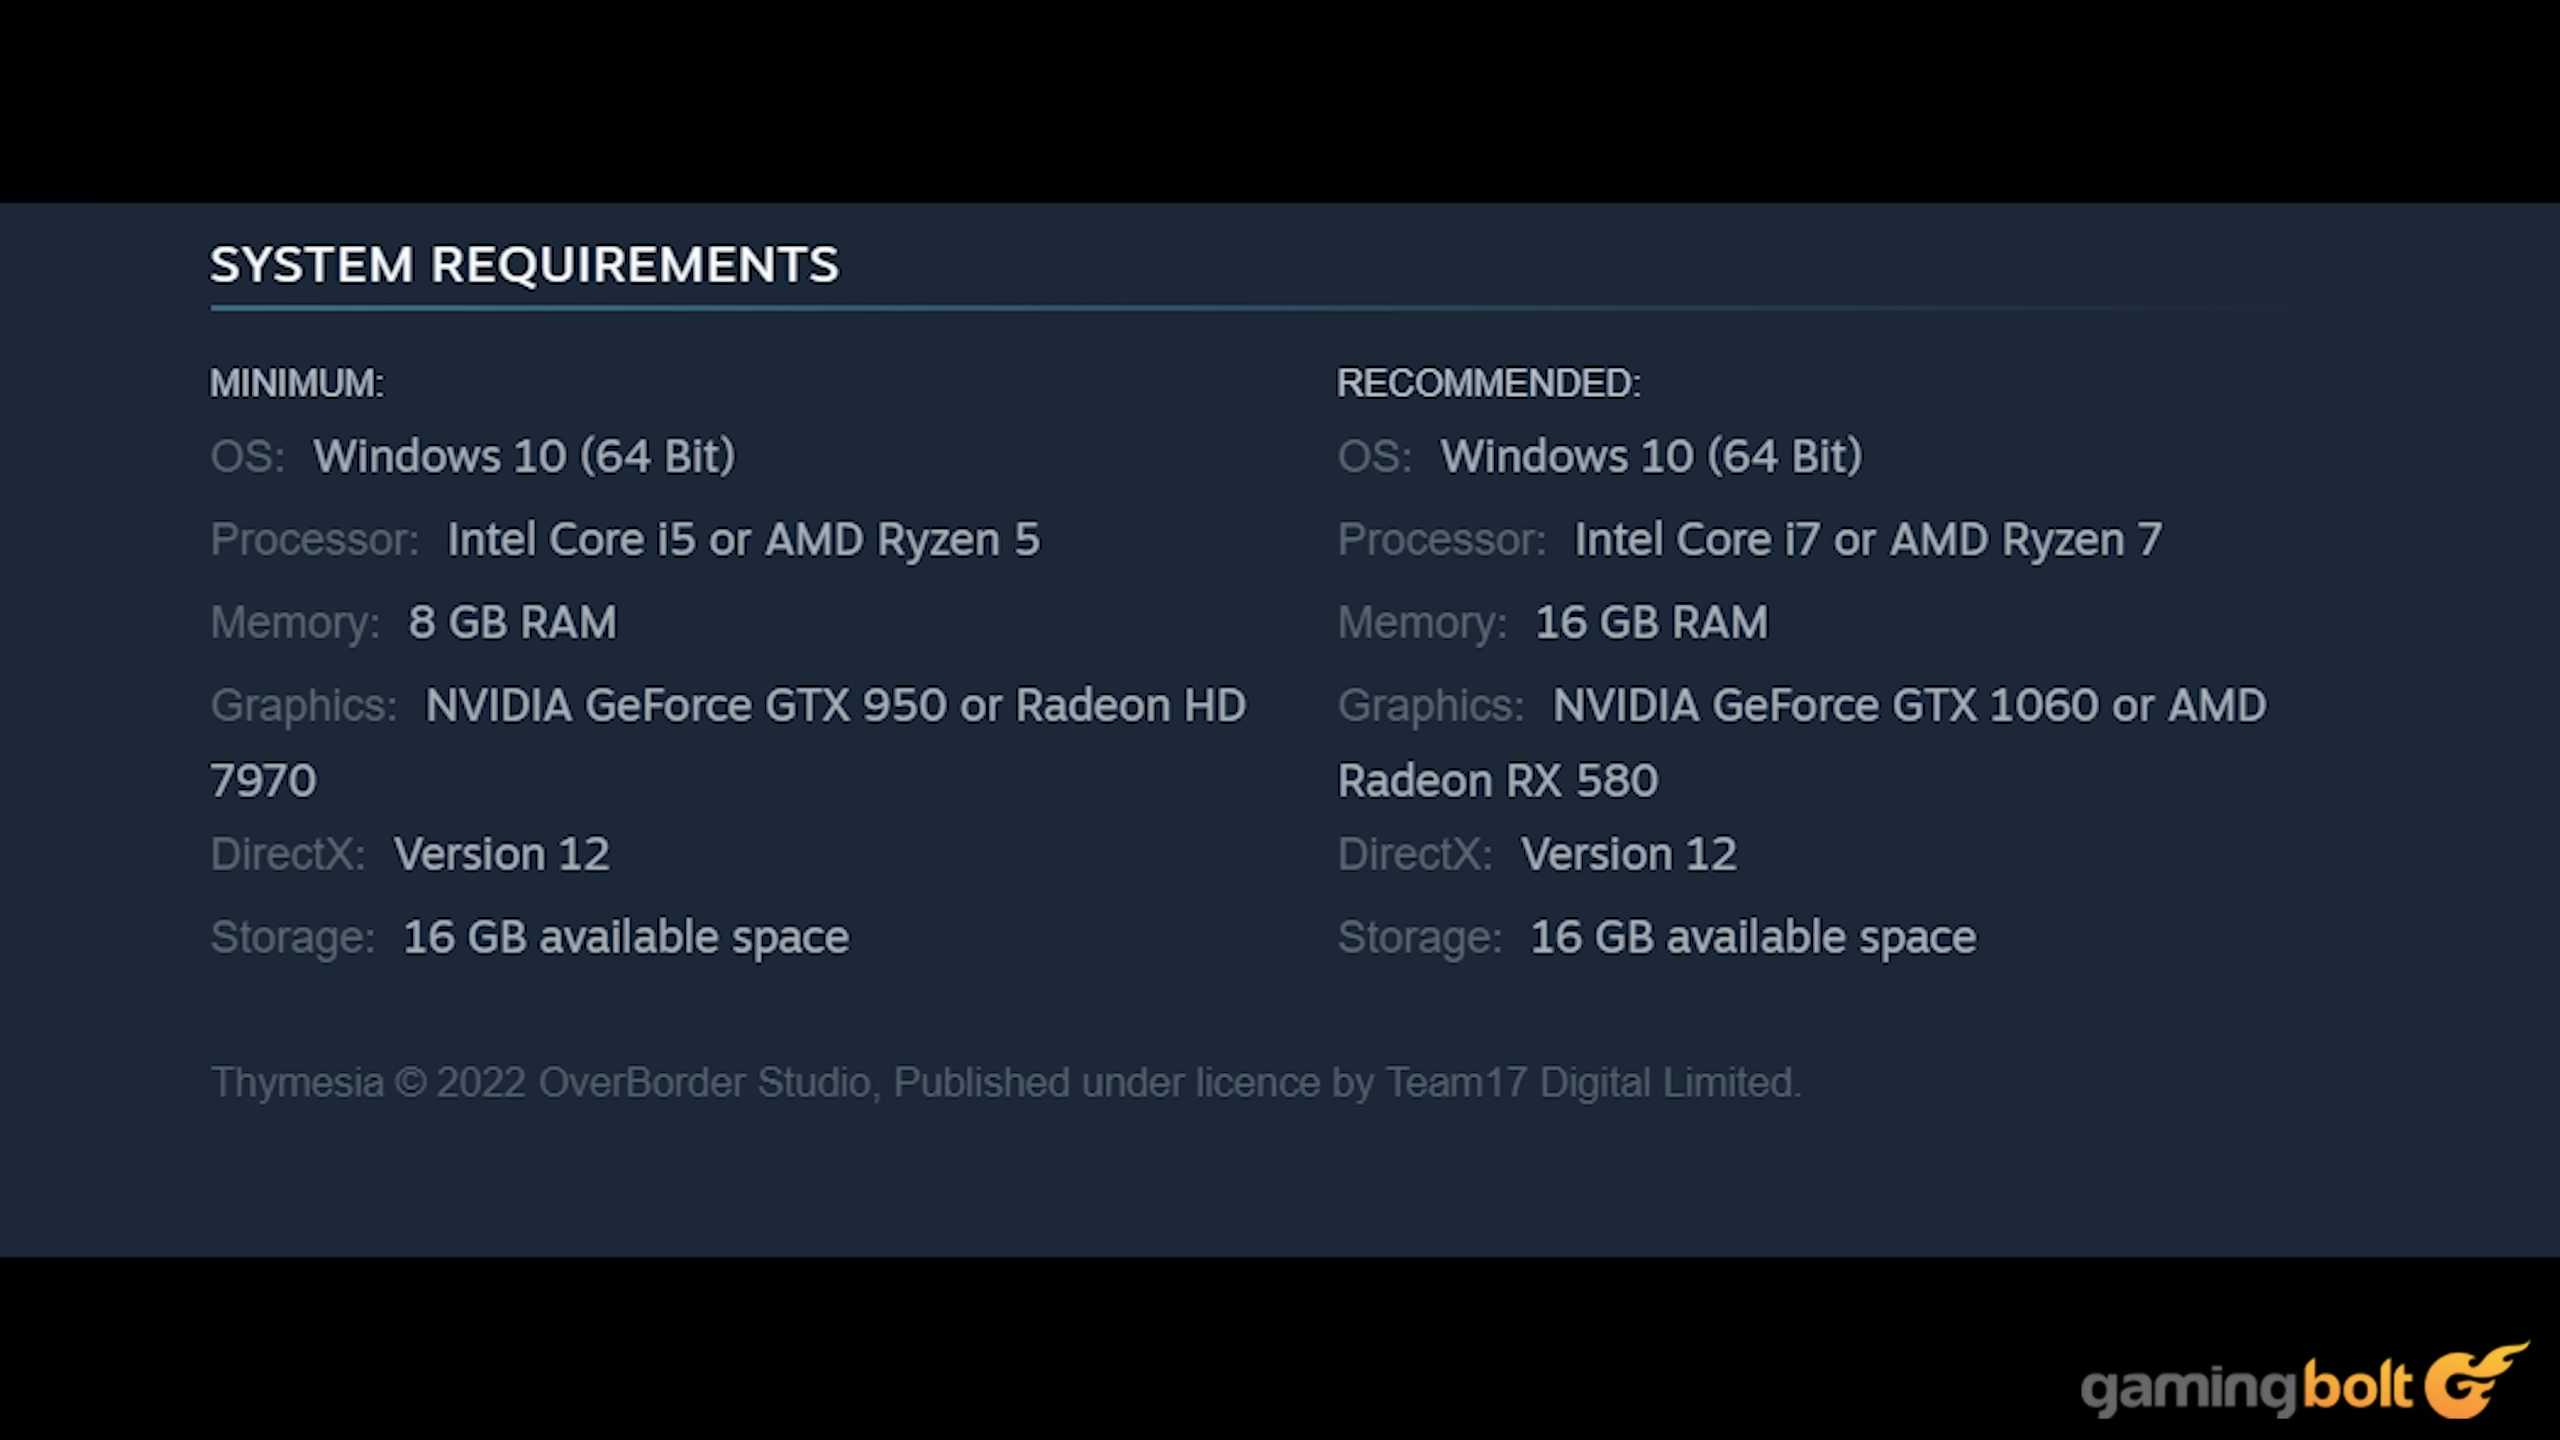 SYSTEM REQUIREMENTS
MINIMUM:
OS: Windows 10 (64 Bit)
Processor: Intel Core i5 or AMD Ryzen 5
Memory: 8 GB RAM
Graphics: NVIDIA GeForce GTX 950 or Radeon HD
7970
DirectX: Version 12
Storage: 16 GB available space
RECOMMENDED:
OS: Windows 10 (64 Bit)
Processor: Intel Core i7 or AMD Ryzen 7
Memory: 16 GB RAM
Graphics: NVIDIA GeForce GTX 1060 or AMD
Radeon RX 580
DirectX: Version 12
Storage: 16 GB available space
Thymesia © 2022 OverBorder Studio, Published under licence by Team17 Digital Limited.
gamingbolt